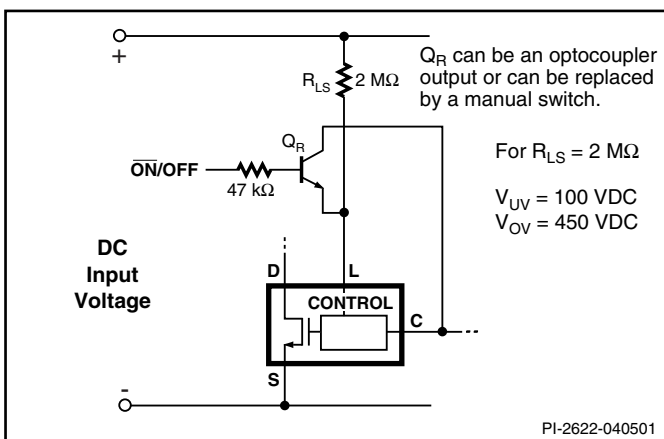 +
R_LS 2 MΩ
Q_R can be an optocoupler
output or can be replaced
by a manual switch.
Q_R
For R_LS = 2 MΩ
O̅N̅/OFF
47 kΩ
V_UV = 100 VDC
V_OV = 450 VDC
DC
Input
Voltage
D
L
CONTROL
C
S
-
PI-2622-040501